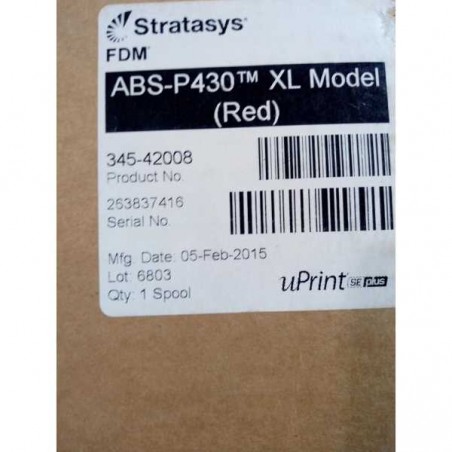 Stratasys
FDM™
ABS-P430™ XL Model
(Red)
345-42008
Product No.
263837416
Serial No.
Mfg. Date: 05-Feb-2015
Lot: 6803
Qty: 1 Spool
uPrint SE plus